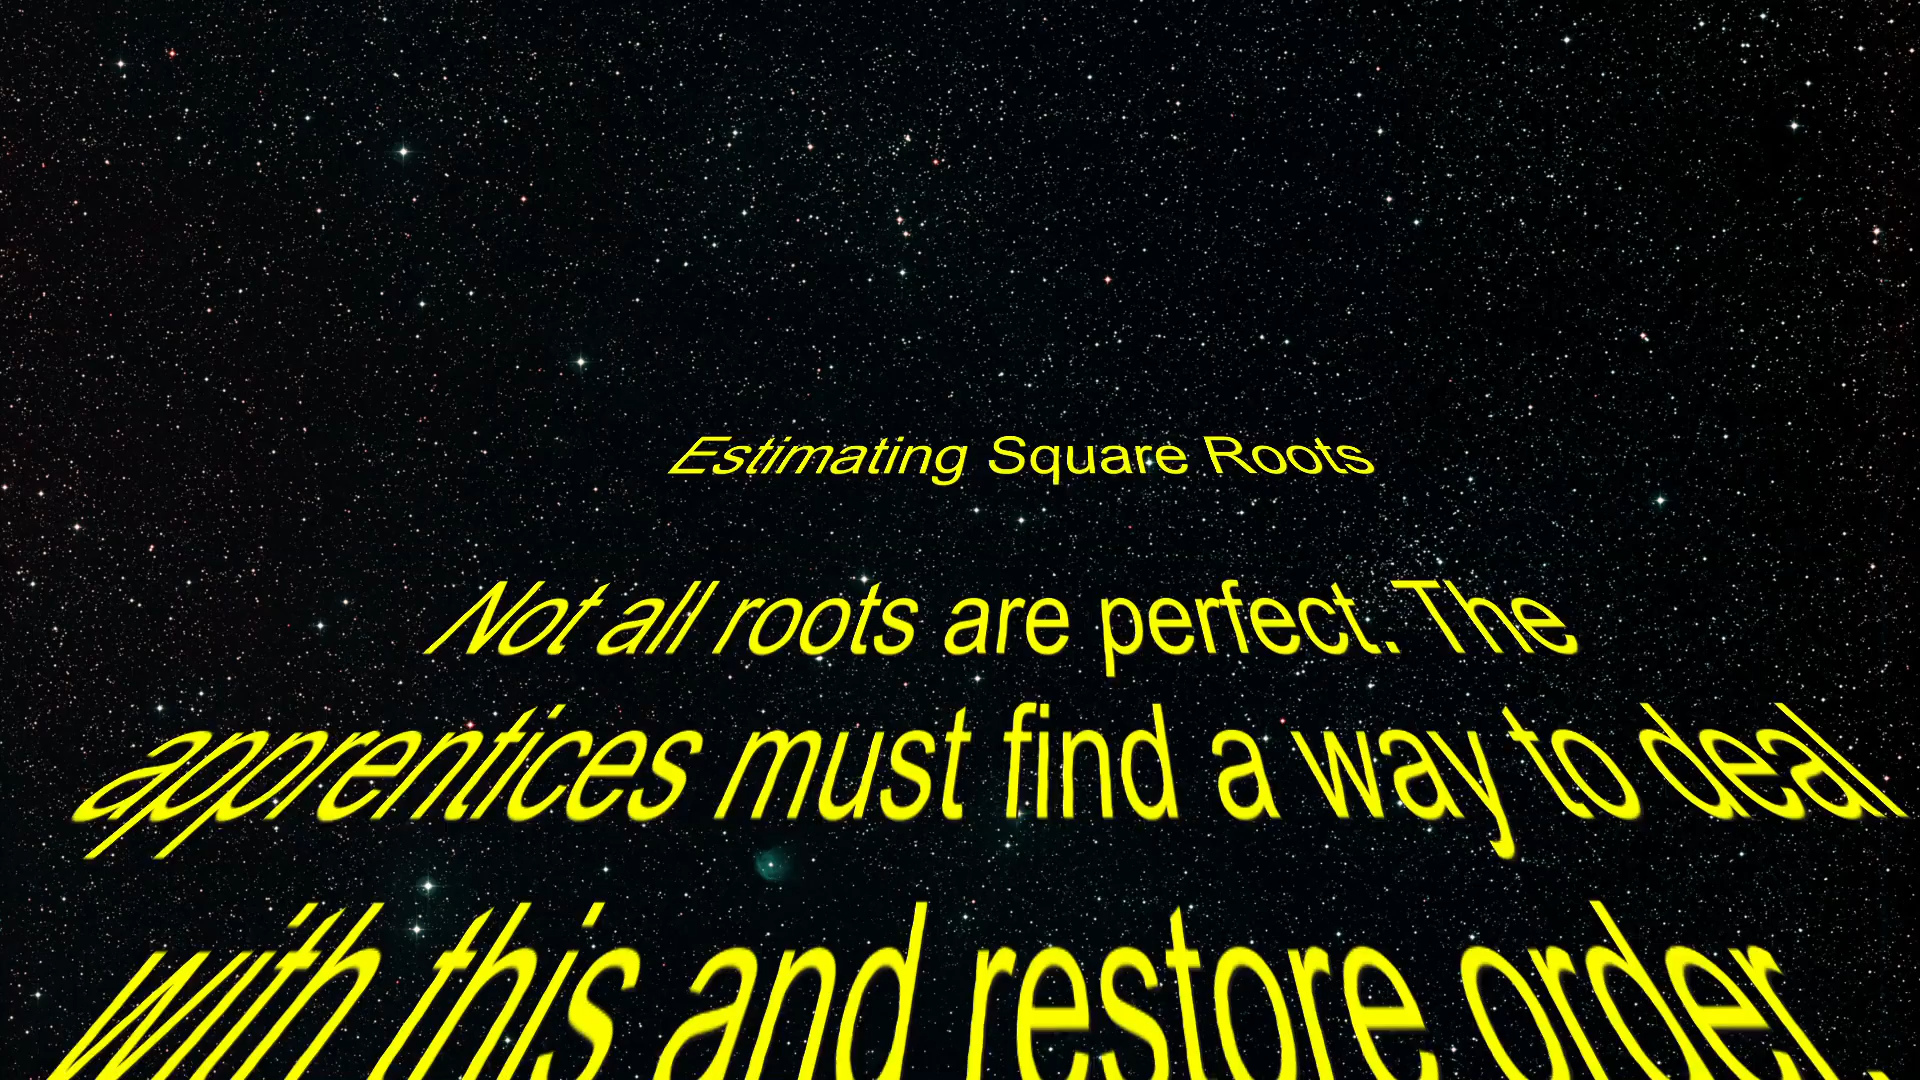 Estimating Square Roots
Not all roots are perfect. The
apprentices must find a way to deal
with this and restore order.